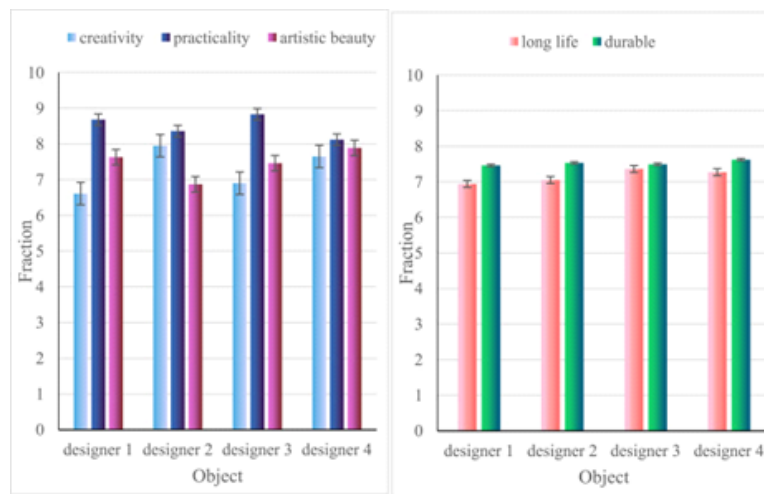 creativity practicality artistic beauty
10
9
8
7
6
5
4
3
2
1
0
Fraction
designer 1 designer 2 designer 3 designer 4
Object
long life durable
10
9
8
7
6
5
4
3
2
1
0
Fraction
designer 1 designer 2 designer 3 designer 4
Object